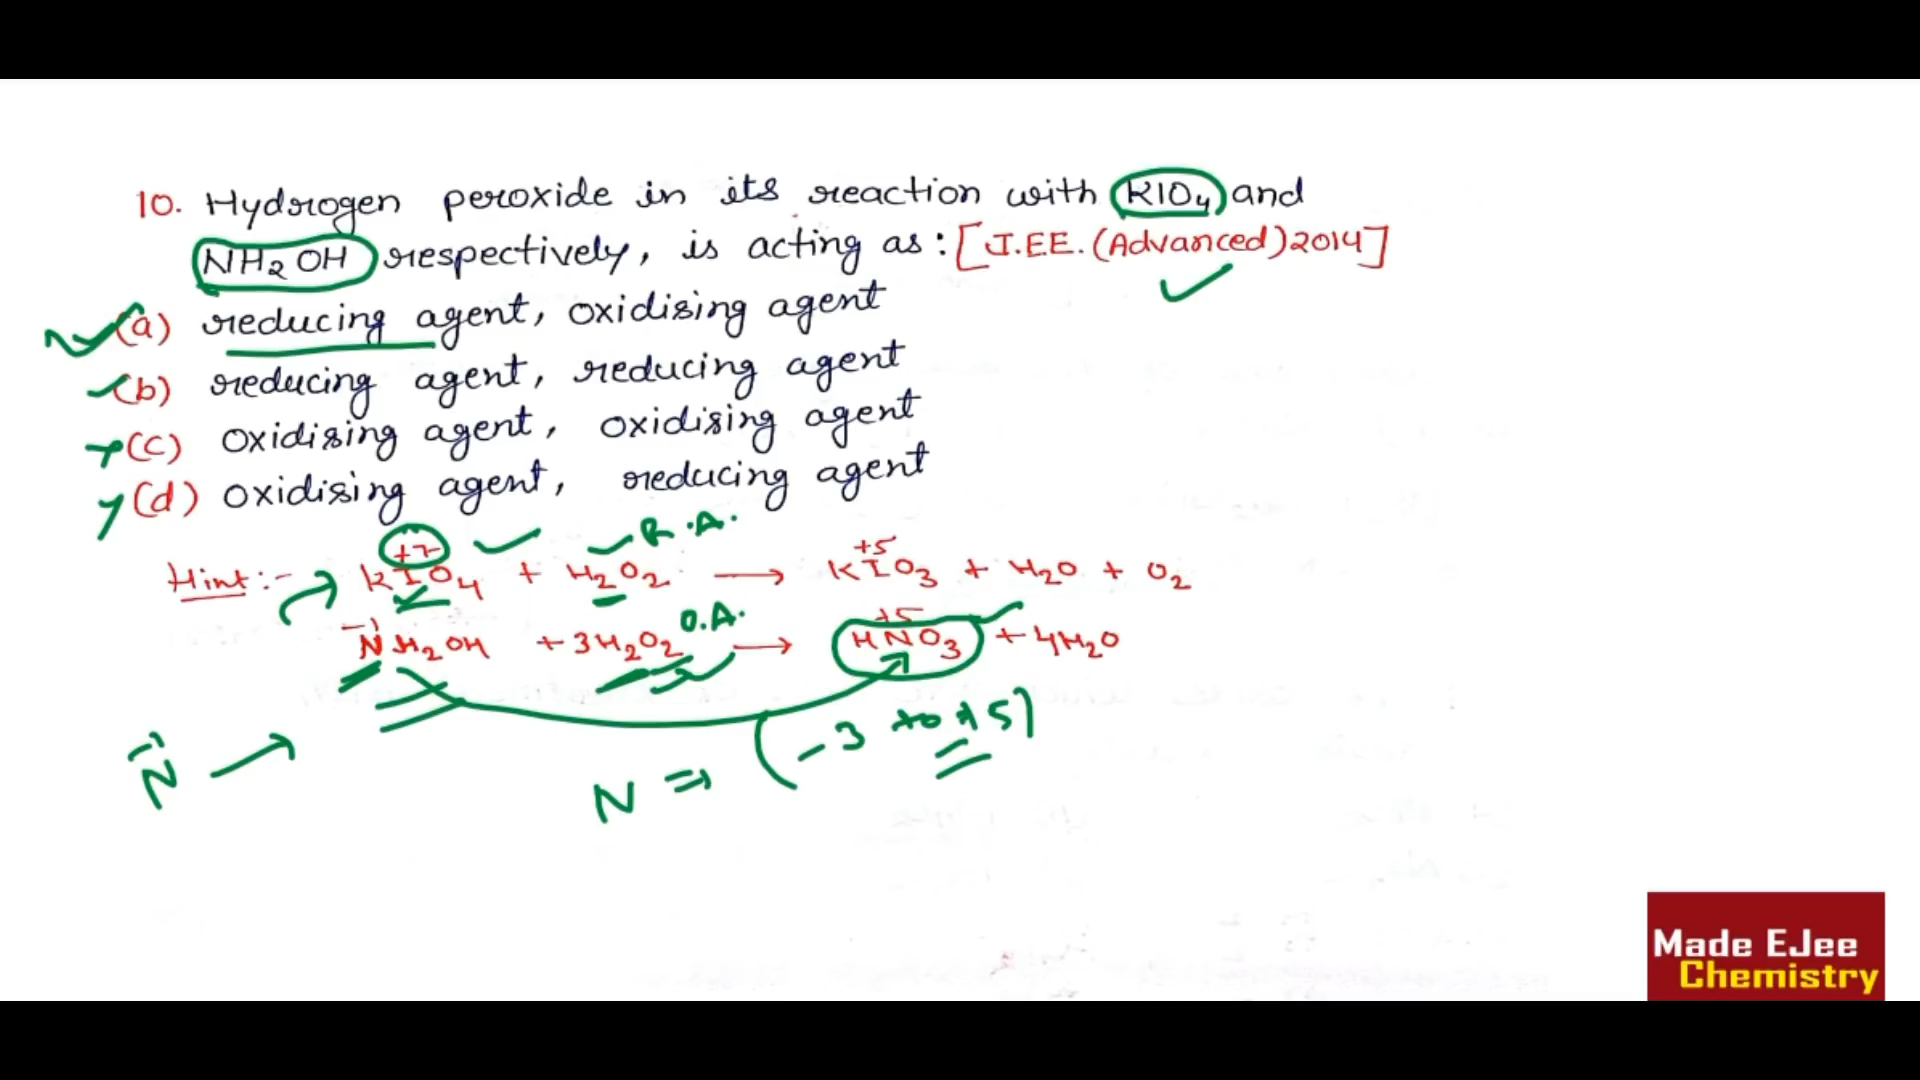 10. Hydrogen peroxide in its reaction with KIO4 and
NH2OH respectively, is acting as: [J.EE. (Advanced) 2014]
(a) reducing agent, oxidising agent
(b) reducing agent, reducing agent
(c) oxidising agent, oxidising agent
(d) oxidising agent, reducing agent
R.A.
+7 +5
Hint:- KIO4 + H2O2 → KIO3 + H2O + O2
O.A.
-1 +5
NH2OH + 3H2O2 → HNO3 + 4H2O
(-3 to +5)
-1
N → N ⇒
Made EJee
Chemistry